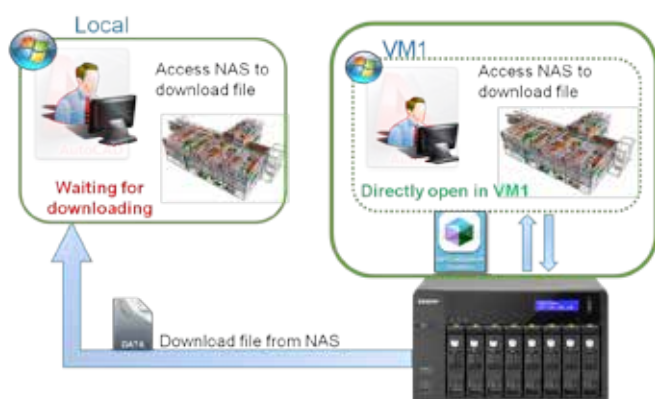 Local
Access NAS to
download file
Waiting for
downloading
VM1
Access NAS to
download file
Directly open in VM1
DATA
Download file from NAS